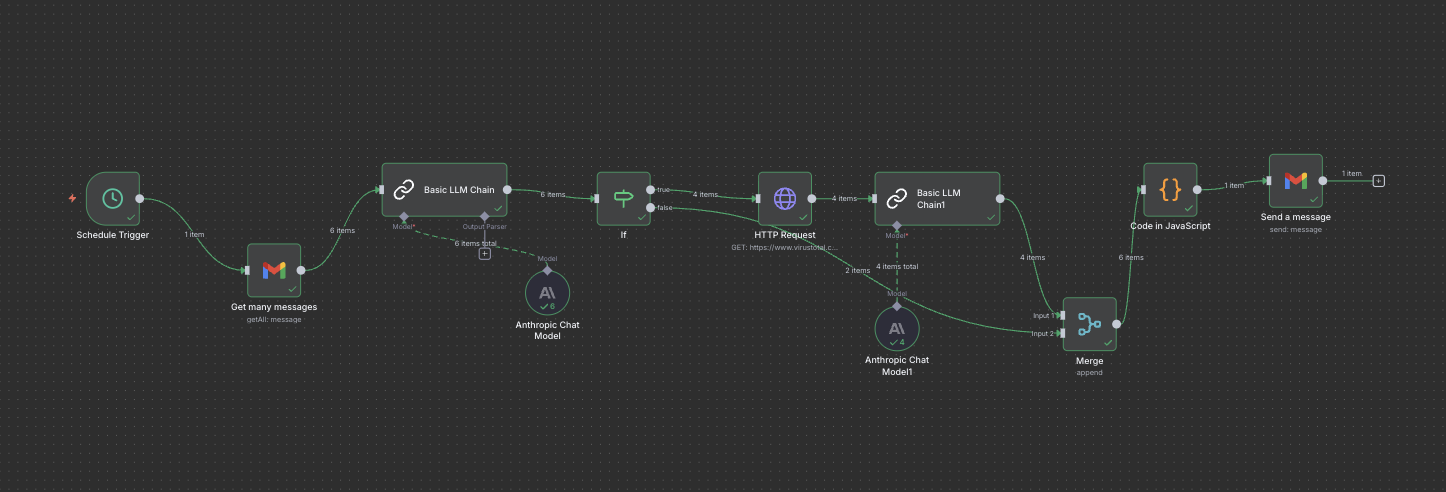 Schedule Trigger
1 item
Get many messages
getAll: message
6 items
Basic LLM Chain
Model*
Output Parser
6 items total
Model
6
Anthropic Chat
Model
6 items
If
true
false
4 items
2 items
HTTP Request
GET: https://www.virustotal.c...
4 items
Basic LLM
Chain1
Model*
4 items total
Model
4
Anthropic Chat
Model1
4 items
Input 1
Input 2
Merge
append
6 items
Code in JavaScript
1 item
Send a message
send: message
1 item